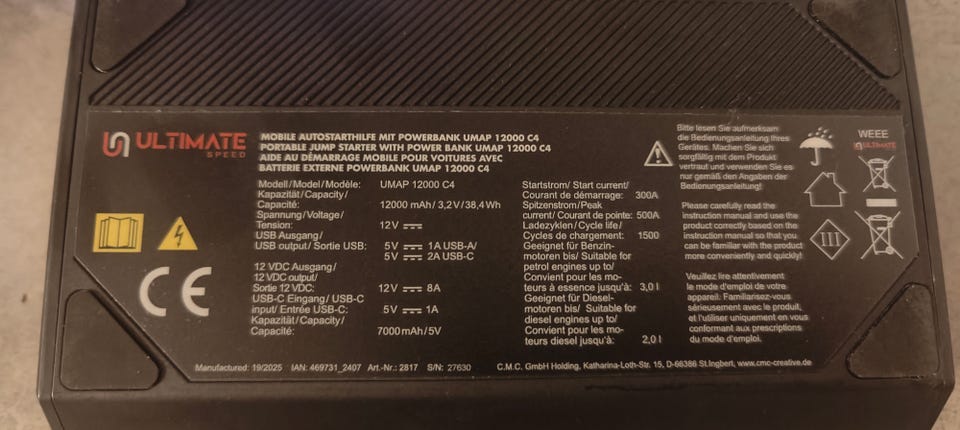 ULTIMATE
SPEED
MOBILE AUTOSTARTHILFE MIT POWERBANK UMAP 12000 C4
PORTABLE JUMP STARTER WITH POWER BANK UMAP 12000 C4
AIDE AU DÉMARRAGE MOBILE POUR VOITURES AVEC
BATTERIE EXTERNE POWERBANK UMAP 12000 C4
Modell/Model/Modèle: UMAP 12000 C4
Kapazität/Capacity/
Capacité: 12000 mAh/3,2V/38,4Wh
Spannung/Voltage/
Tension: 12V
USB Ausgang/
USB output/ Sortie USB: 5V 1A USB-A/
5V 2A USB-C
12 VDC Ausgang/
12 VDC output/
Sortie 12 VDC: 12V 8A
USB-C Eingang/ USB-C
input/ Entrée USB-C: 5V 1A
Kapazität/Capacity/
Capacité: 7000mAh/5V
Startstrom/ Start current/
Courant de démarrage: 300A
Spitzenstrom/Peak
current/ Courant de pointe: 500A
Ladezyklen/ Cycle life/
Cycles de chargement: 1500
Geeignet für Benzin-
motoren bis/ Suitable for
petrol engines up to/
Convient pour les mo-
teurs à essence jusqu'à: 3,0 l
Geeignet für Diesel-
motoren bis/ Suitable for
diesel engines up to/
Convient pour les mo-
teurs diesel jusqu'à: 2,0 l
Bitte lesen Sie aufmerksam
die Bedienungsanleitung Ihres
Gerätes. Machen Sie sich
sorgfältig mit dem Produkt
vertraut und verwenden Sie es
nur gemäß den Angaben der
Bedienungsanleitung!
Please carefully read the
instruction manual and use the
product correctly based on the
instruction manual so that you
can be familiar with the product
more conveniently and quickly!
Veuillez lire attentivement
le mode d'emploi de votre
appareil. Familiarisez-vous
sérieusement avec le produit,
et l'utiliser uniquement en vous
conformant aux prescriptions
du mode d'emploi.
WEEE
ULTIMATE
III
CE
Manufactured: 19/2025 IAN: 469731_2407 Art.-Nr.: 2817 S/N: 27630
C.M.C. GmbH Holding, Katharina-Loth-Str. 15, D-66386 St.Ingbert, www.cmc-creative.de